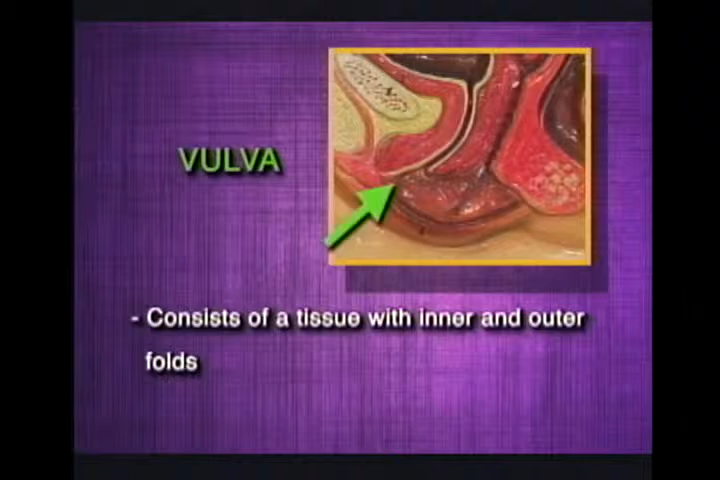 VULVA
- Consists of a tissue with inner and outer
folds